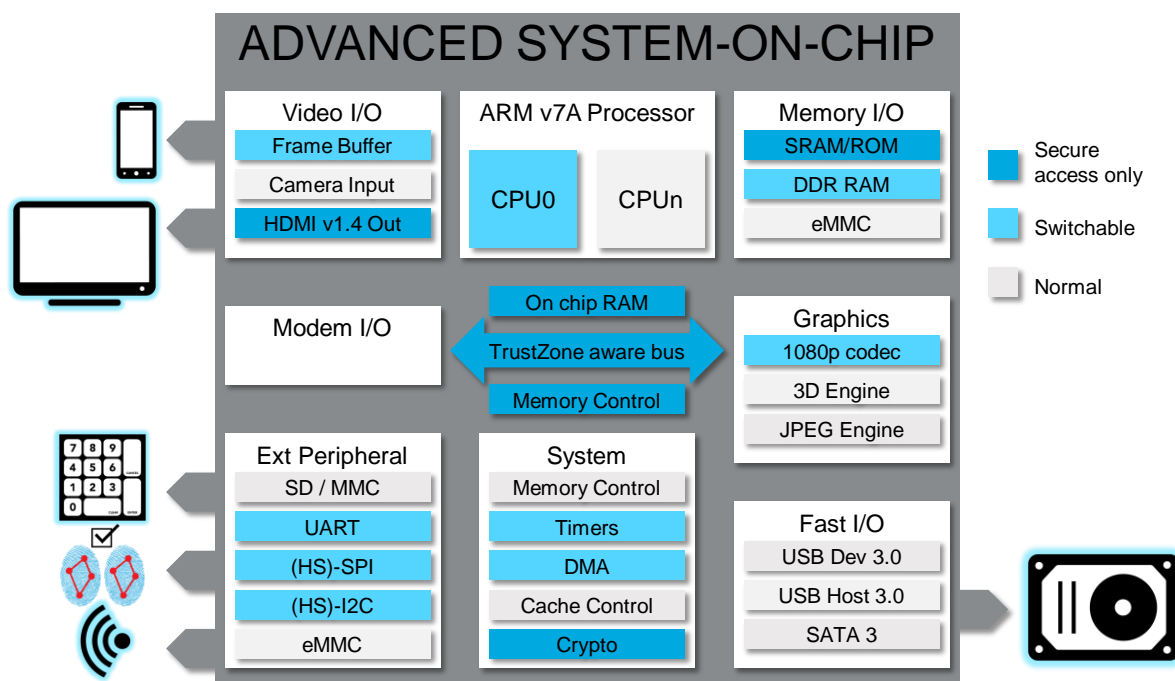 ADVANCED SYSTEM-ON-CHIP
Video I/O
Frame Buffer
Camera Input
HDMI v1.4 Out
ARM v7A Processor
CPU0
CPUn
Memory I/O
SRAM/ROM
DDR RAM
eMMC
Secure
access only
Switchable
Normal
Modem I/O
On chip RAM
TrustZone aware bus
Memory Control
Graphics
1080p codec
3D Engine
JPEG Engine
7 8 9
4 5 6 CANCEL
1 2 3
0 CLEAR ENTER
Ext Peripheral
SD / MMC
UART
(HS)-SPI
(HS)-I2C
eMMC
System
Memory Control
Timers
DMA
Cache Control
Crypto
Fast I/O
USB Dev 3.0
USB Host 3.0
SATA 3